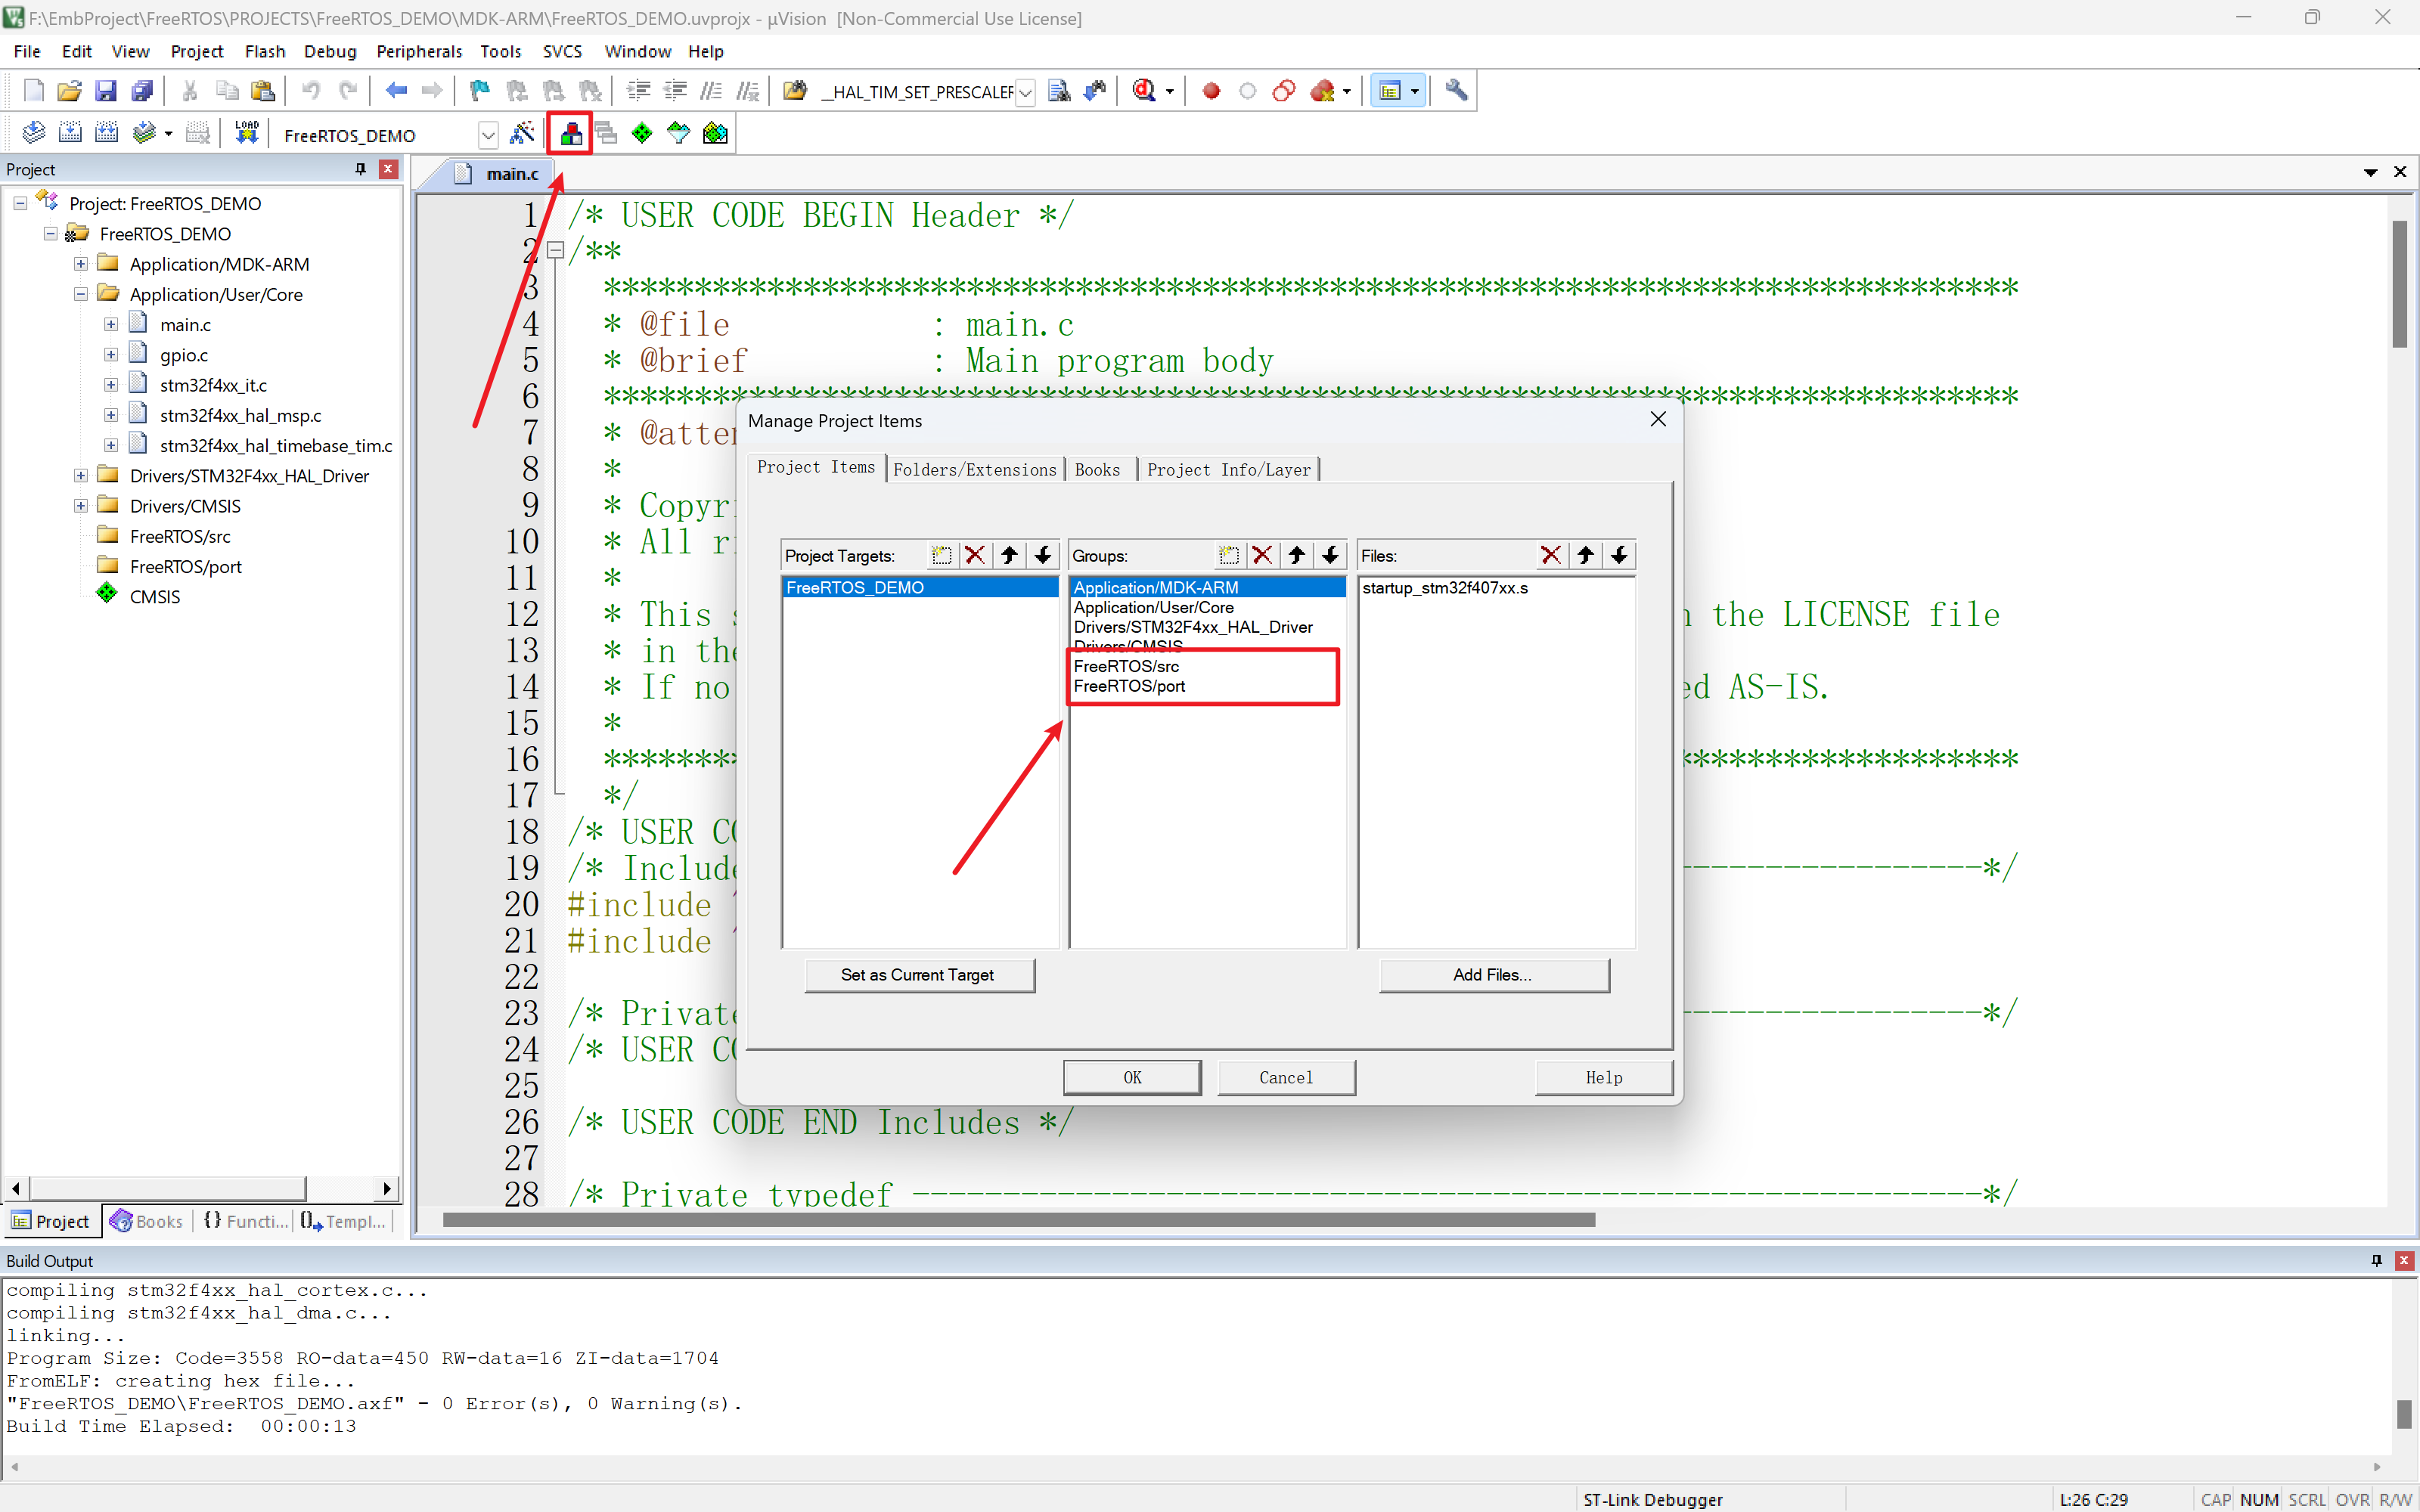 F:\EmbProject\FreeRTOS\PROJECTS\FreeRTOS_DEMO\MDK-ARM\FreeRTOS_DEMO.uvprojx - µVision [Non-Commercial Use License]
File Edit View Project Flash Debug Peripherals Tools SVCS Window Help
__HAL_TIM_SET_PRESCALER
LOAD
FreeRTOS_DEMO
Project
Project: FreeRTOS_DEMO
FreeRTOS_DEMO
Application/MDK-ARM
Application/User/Core
main.c
gpio.c
stm32f4xx_it.c
stm32f4xx_hal_msp.c
stm32f4xx_hal_timebase_tim.c
Drivers/STM32F4xx_HAL_Driver
Drivers/CMSIS
FreeRTOS/src
FreeRTOS/port
CMSIS
Project Books {} Functi... Templ...
main.c
1 /* USER CODE BEGIN Header */
2 /**
3 ******************************************************************************
4 * @file : main.c
5 * @brief : Main program body
6 ******************************************************************************
7 * @atten
8 *
9 * Copyr
10 * All r
11 *
12 * This n the LICENSE file
13 * in the
14 * If no ed AS-IS.
15 *
16 ******************************************************************************
17 */
18 /* USER CO
19 /* Include -----------------*/
20 #include "
21 #include "
22
23 /* Private -----------------*/
24 /* USER CO
25
26 /* USER CODE END Includes */
27
28 /* Private typedef -----------------------------------------------------------*/
Manage Project Items
Project Items Folders/Extensions Books Project Info/Layer
Project Targets:
FreeRTOS_DEMO
Set as Current Target
Groups:
Application/MDK-ARM
Application/User/Core
Drivers/STM32F4xx_HAL_Driver
Drivers/CMSIS
FreeRTOS/src
FreeRTOS/port
Files:
startup_stm32f407xx.s
Add Files...
OK Cancel Help
Build Output
compiling stm32f4xx_hal_cortex.c...
compiling stm32f4xx_hal_dma.c...
linking...
Program Size: Code=3558 RO-data=450 RW-data=16 ZI-data=1704
FromELF: creating hex file...
"FreeRTOS_DEMO\FreeRTOS_DEMO.axf" - 0 Error(s), 0 Warning(s).
Build Time Elapsed: 00:00:13
ST-Link Debugger L:26 C:29 CAP NUM SCRL OVR R/W